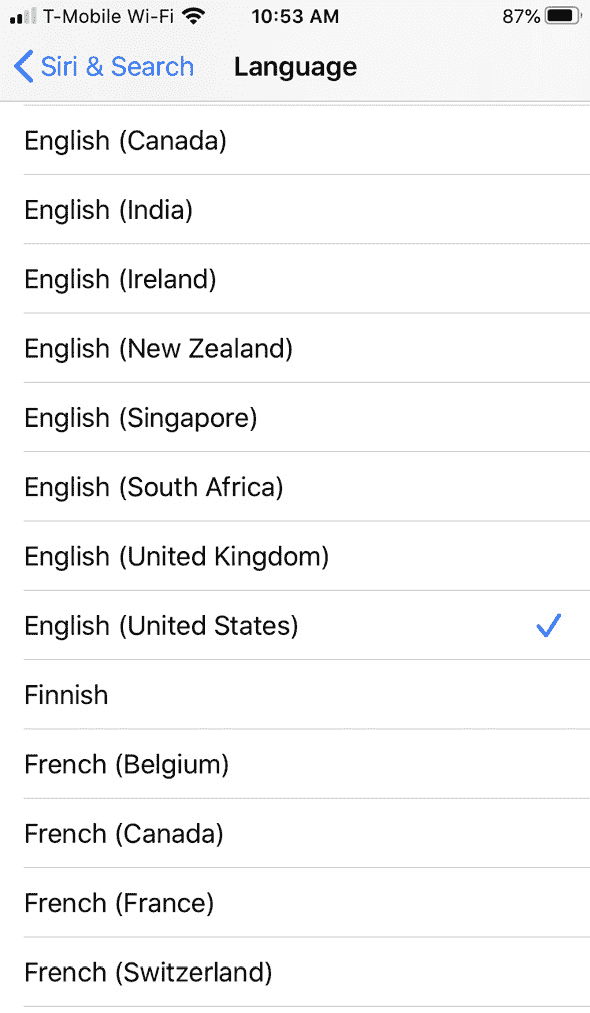 T-Mobile Wi-Fi 10:53 AM 87%
Siri & Search Language
English (Canada)
English (India)
English (Ireland)
English (New Zealand)
English (Singapore)
English (South Africa)
English (United Kingdom)
English (United States)
Finnish
French (Belgium)
French (Canada)
French (France)
French (Switzerland)